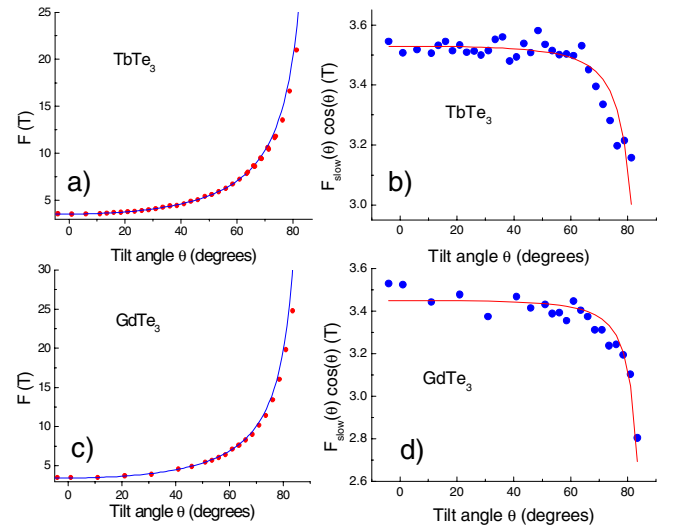 25
20
15
10
5
F (T)
TbTe3
a)
0 20 40 60 80
Tilt angle θ (degrees)
3.6
3.4
3.2
3.0
Fslow(θ) cos(θ) (T)
TbTe3
b)
0 20 40 60 80
Tilt angle θ (degrees)
30
25
20
15
10
5
F (T)
GdTe3
c)
0 20 40 60 80
Tilt angle θ (degrees)
3.6
3.4
3.2
3.0
2.8
2.6
Fslow(θ) cos(θ) (T)
GdTe3
d)
0 20 40 60 80
Tilt angle θ (degrees)